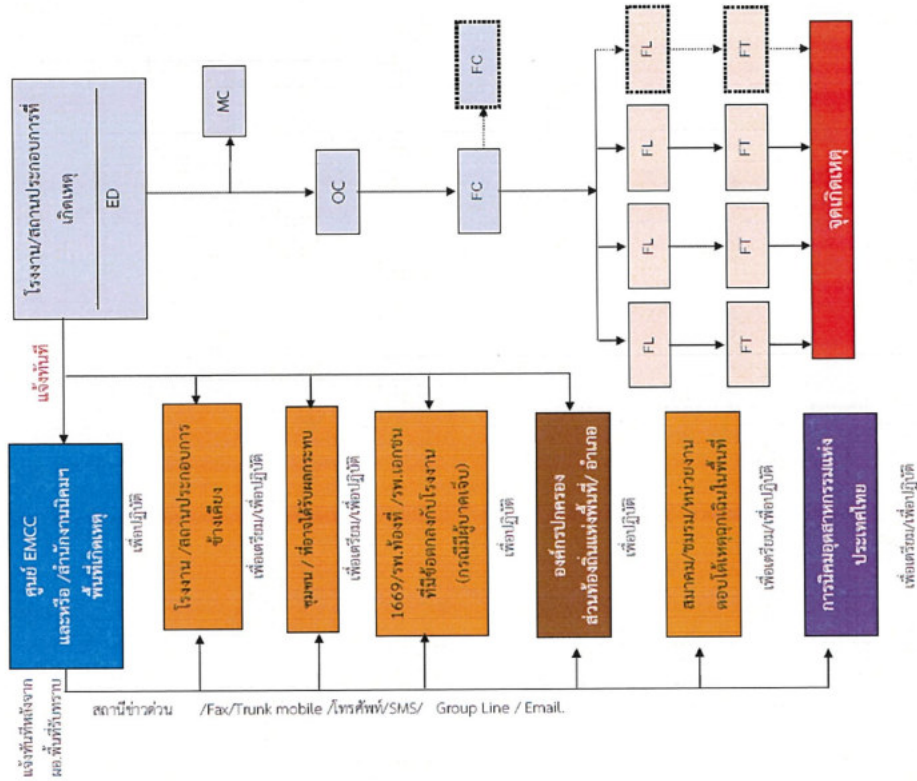 โรงงาน/สถานประกอบการที่
เกิดเหตุ
ED
MC
OC
FC
FC
FL
FL
FL
FL
FT
FT
FT
FT
จุดเกิดเหตุ
แจ้งทันที
ศูนย์ EMCC
และหรือ /สำนักงานนิคมฯ
พื้นที่เกิดเหตุ
เพื่อปฏิบัติ
โรงงาน /สถานประกอบการ
ข้างเคียง
เพื่อเตรียม/เพื่อปฏิบัติ
ชุมชน / ที่อาจได้รับผลกระทบ
เพื่อเตรียม/เพื่อปฏิบัติ
1669/รพ.ท้องที่ /รพ.เอกชน
ที่มีข้อตกลงกับโรงงาน
(กรณีมีผู้บาดเจ็บ)
เพื่อปฏิบัติ
องค์กรปกครอง
ส่วนท้องถิ่นแห่งพื้นที่/ อำเภอ
เพื่อปฏิบัติ
สมาคม/ชมรม/หน่วยงาน
ตอบโต้เหตุฉุกเฉินในพื้นที่
เพื่อเตรียม/เพื่อปฏิบัติ
การนิคมอุตสาหกรรมแห่ง
ประเทศไทย
เพื่อเตรียม/เพื่อปฏิบัติ
แจ้งทันทีหลังจาก
ผอ.พื้นที่รับทราบ
สถานีข่าวด่วน /Fax/Trunk mobile /โทรศัพท์/SMS/ Group Line / Email.